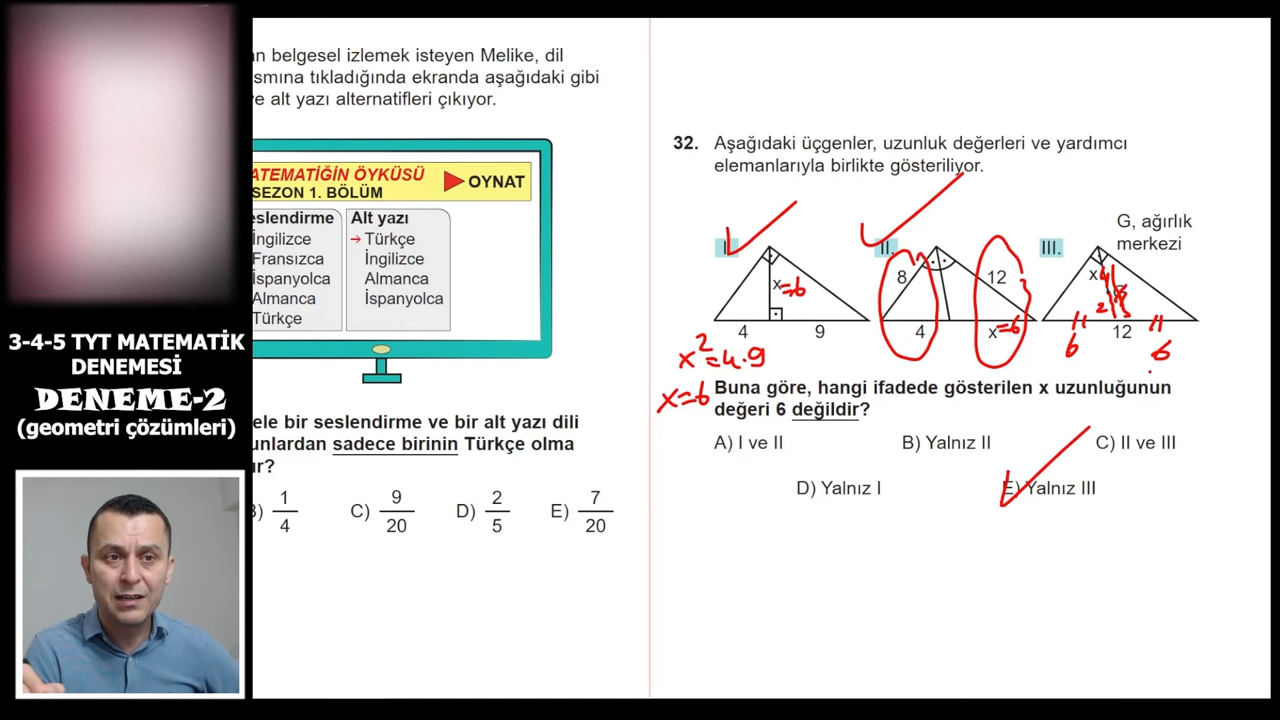 3-4-5 TYT MATEMATİK
DENEMESİ
DENEME-2
(geometri çözümleri)
belgesel izlemek isteyen Melike, dil
tıkladığında ekranda aşağıdaki gibi
alt yazı alternatifleri çıkıyor.
ATEMATİĞİN ÖYKÜSÜ
SEZON 1. BÖLÜM
OYNAT
eslendirme
İngilizce
Fransızca
İspanyolca
Almanca
Türkçe
Alt yazı
→ Türkçe
İngilizce
Almanca
İspanyolca
bir seslendirme ve bir alt yazı dili
unlardan sadece birinin Türkçe olma
ır?
) 1/4
C) 9/20
D) 2/5
E) 7/20
32. Aşağıdaki üçgenler, uzunluk değerleri ve yardımcı
elemanlarıyla birlikte gösteriliyor.
I.
x=6
4
9
x²=4.9
x=6
II.
8
12
4
x=6
III.
G, ağırlık
merkezi
x
4
2
12
6
6
Buna göre, hangi ifadede gösterilen x uzunluğunun
değeri 6 değildir?
A) I ve II
B) Yalnız II
C) II ve III
D) Yalnız I
E) Yalnız III